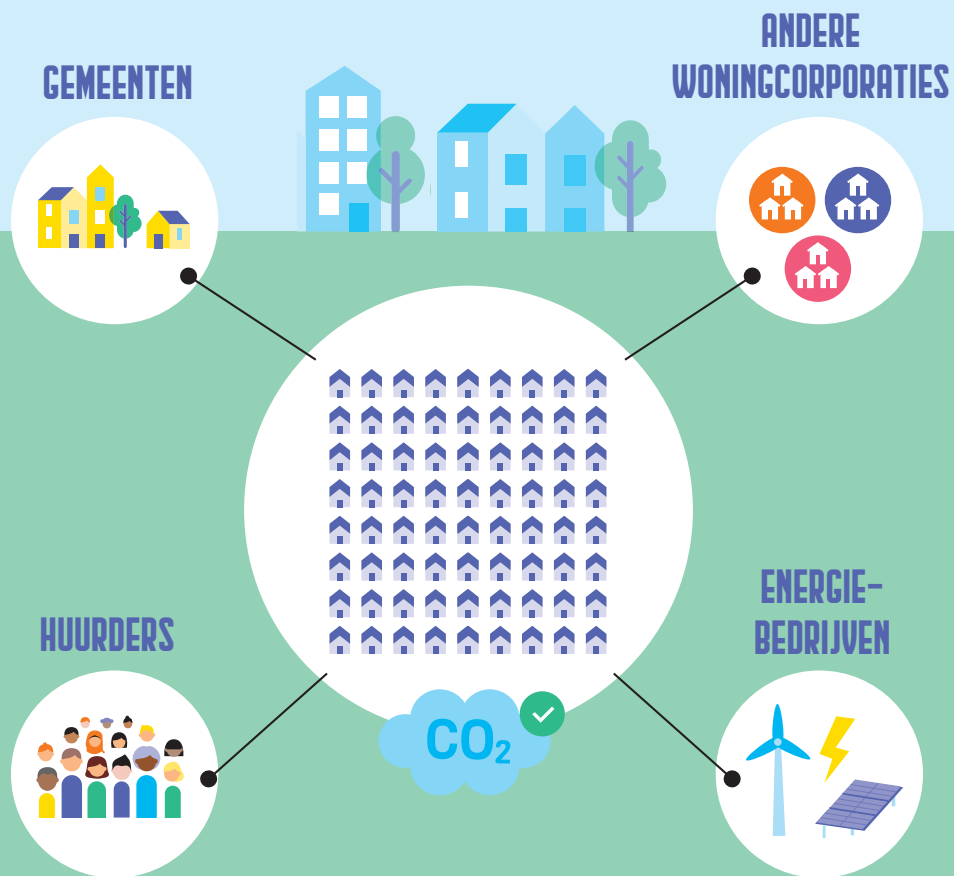 GEMEENTEN
ANDERE
WONINGCORPORATIES
HUURDERS
ENERGIE-
BEDRIJVEN
CO₂